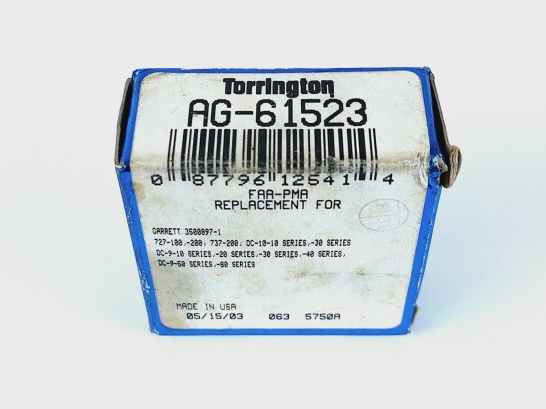 Torrington
AG-61523
0 87796 12541 4
FAA-PMA
REPLACEMENT FOR
GARRETT 3500897-1
727-100,-200, 737-200, DC-10-10 SERIES,-30 SERIES
DC-9-10 SERIES,-20 SERIES,-30 SERIES,-40 SERIES,
DC-9-50 SERIES,-80 SERIES
MADE IN USA
05/15/03 063 5750A